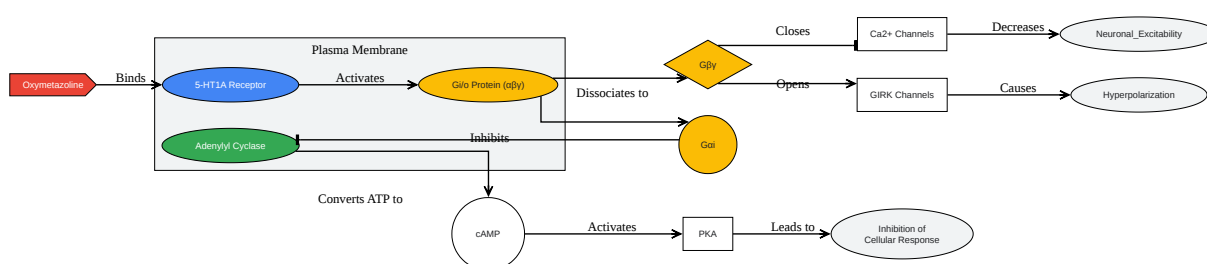 Plasma Membrane
Oxymetazoline
Binds
5-HT1A Receptor
Activates
Gi/o Protein (αβγ)
Dissociates to
Gβγ
Closes
Ca2+ Channels
Decreases
Neuronal_Excitability
Opens
GIRK Channels
Causes
Hyperpolarization
Adenylyl Cyclase
Inhibits
Gαi
Converts ATP to
cAMP
Activates
PKA
Leads to
Inhibition of
Cellular Response